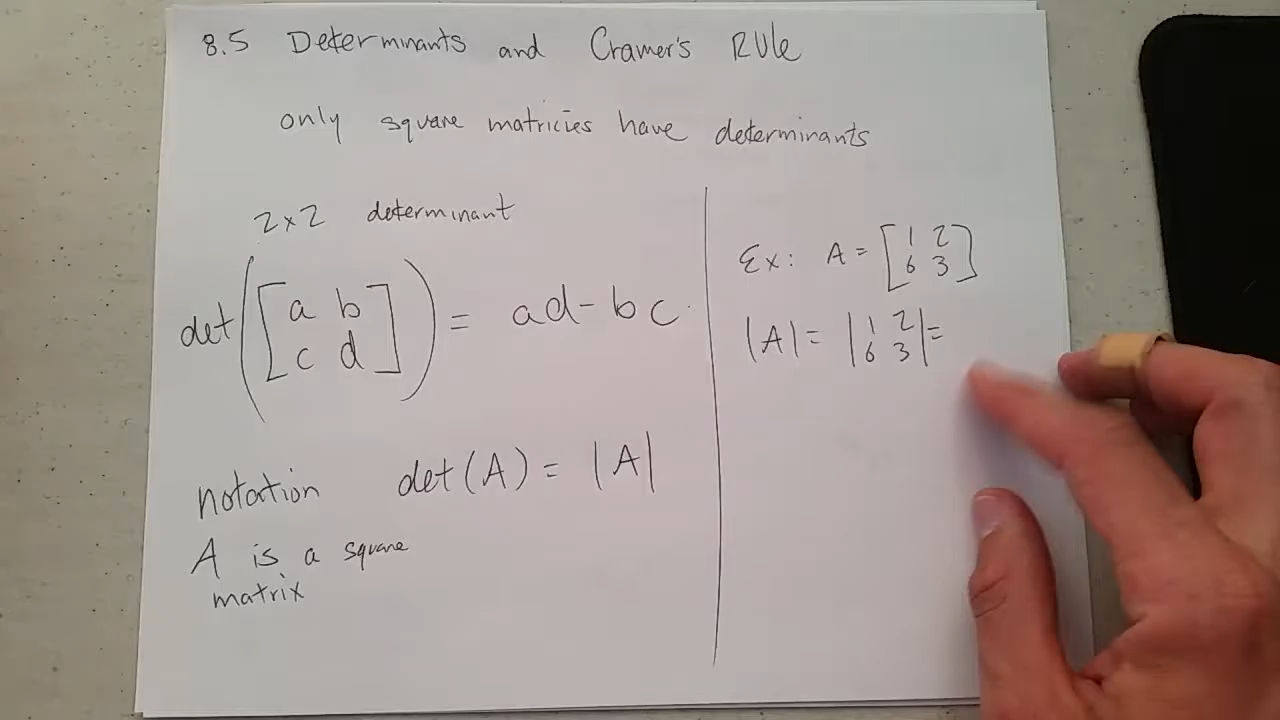 8.5 Determinants and Cramer's Rule
only square matricies have determinants
2x2 determinant
det([a b
c d]) = ad - bc
notation det(A) = |A|
A is a square
matrix
Ex: A = [1 2
6 3]
|A| = |1 2
6 3| =